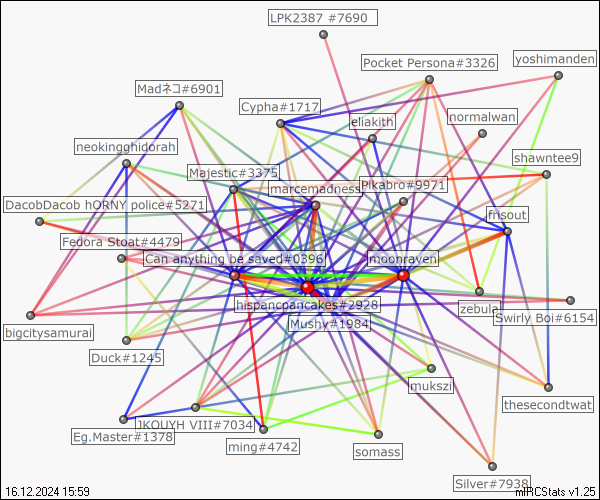 LPK2387 #7690
Pocket Persona#3326
yoshimanden
Madネコ#6901
Cypha#1717
eliakith
normalwan
neokingghidorah
shawntee9
Majestic#3375
marcemadness
Pikabro#9971
DacobDacob hORNY police#5271
frisout
Fedora Stoat#4479
Can anything be saved#0396
moonraven
hispanopancakes#2928
zebula
Swirly Boi#6154
Mushy#1984
bigcitysamurai
Duck#1245
mukszi
thesecondtwat
JKOUYH VIII#7034
Eg.Master#1378
ming#4742
somass
Silver#7938
16.12.2024 15:59
mIRCStats v1.25